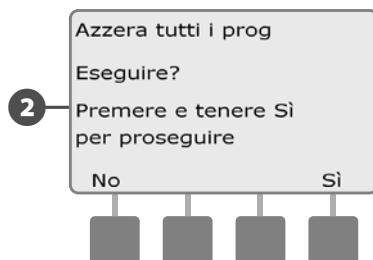 Azzera tutti i prog
Eseguire?
2
Premere e tenere Sì
per proseguire
No Sì